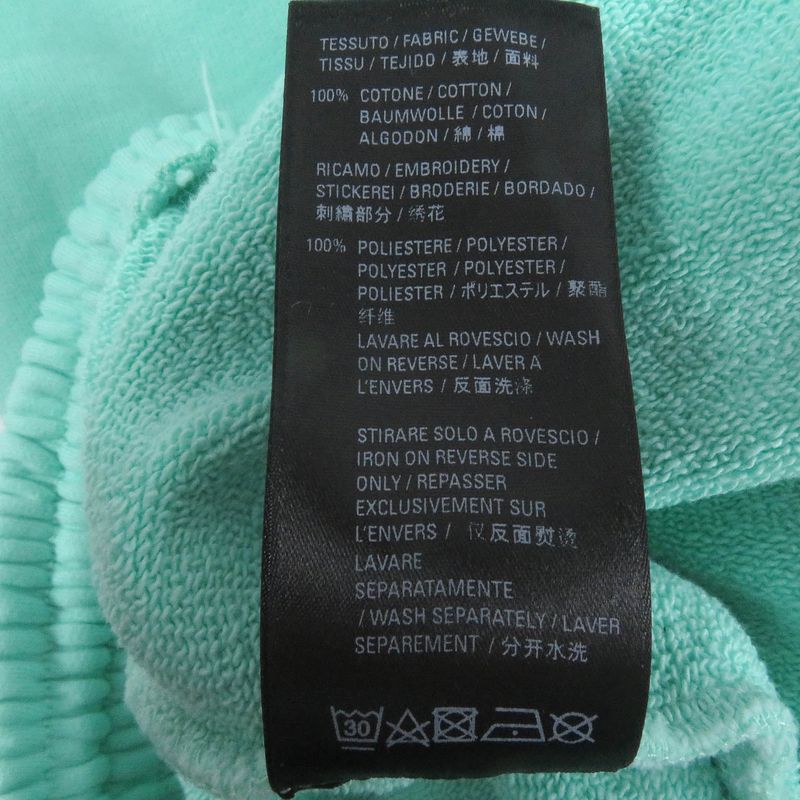 TESSUTO / FABRIC / GEWEBE /
TISSU / TEJIDO / 表地 / 面料
100% COTONE / COTTON /
BAUMWOLLE / COTON /
ALGODON / 綿 / 棉
RICAMO / EMBROIDERY /
STICKEREI / BRODERIE / BORDADO /
刺繍部分 / 绣花
100% POLIESTERE / POLYESTER /
POLYESTER / POLYESTER /
POLIESTER / ポリエステル / 聚酯
纤维
LAVARE AL ROVESCIO / WASH
ON REVERSE / LAVER A
L'ENVERS / 反面洗涤
STIRARE SOLO A ROVESCIO /
IRON ON REVERSE SIDE
ONLY / REPASSER
EXCLUSIVEMENT SUR
L'ENVERS / 仅反面熨烫
LAVARE
SEPARATAMENTE
/ WASH SEPARATELY / LAVER
SEPAREMENT / 分开水洗
30